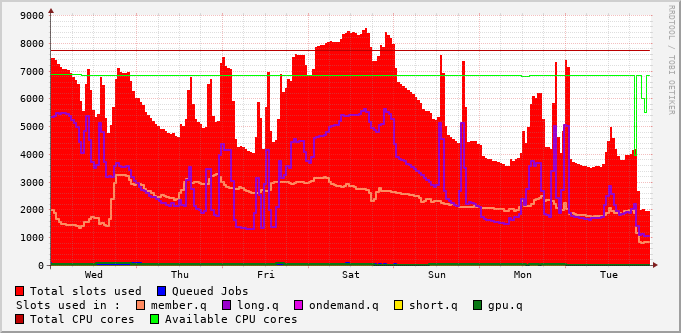 9000
8000
7000
6000
5000
4000
3000
2000
1000
0
Wed Thu Fri Sat Sun Mon Tue
Total slots used Queued Jobs
Slots used in : member.q long.q ondemand.q short.q gpu.q
Total CPU cores Available CPU cores
RRDTOOL / TOBI OETIKER